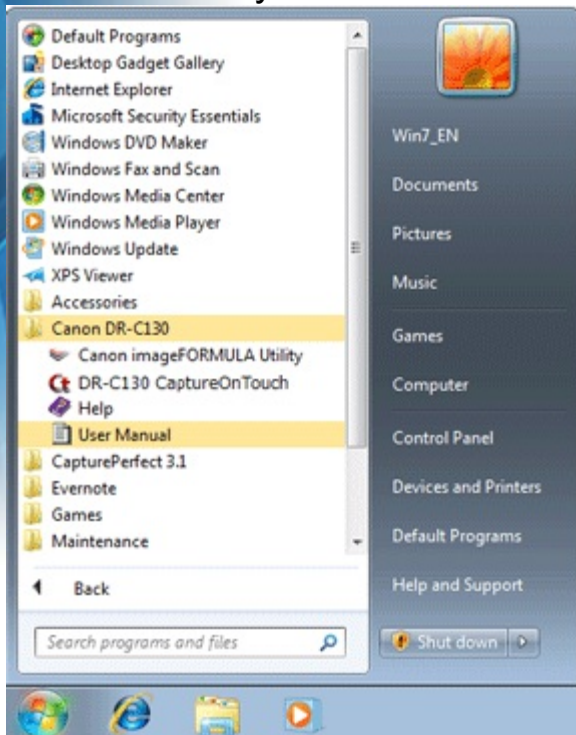 Default Programs
Desktop Gadget Gallery
Internet Explorer
Microsoft Security Essentials
Windows DVD Maker
Windows Fax and Scan
Windows Media Center
Windows Media Player
Windows Update
XPS Viewer
Accessories
Canon DR-C130
Canon imageFORMULA Utility
Ct DR-C130 CaptureOnTouch
Help
User Manual
CapturePerfect 3.1
Evernote
Games
Maintenance
Back
Search programs and files
Win7_EN
Documents
Pictures
Music
Games
Computer
Control Panel
Devices and Printers
Default Programs
Help and Support
Shut down